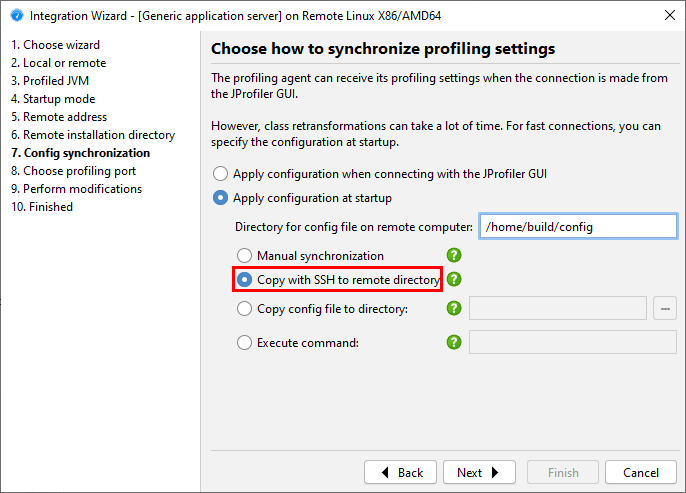 Integration Wizard - [Generic application server] on Remote Linux X86/AMD64
1. Choose wizard
2. Local or remote
3. Profiled JVM
4. Startup mode
5. Remote address
6. Remote installation directory
7. Config synchronization
8. Choose profiling port
9. Perform modifications
10. Finished
Choose how to synchronize profiling settings
The profiling agent can receive its profiling settings when the connection is made from
the JProfiler GUI.
However, class retransformations can take a lot of time. For fast connections, you can
specify the configuration at startup.
Apply configuration when connecting with the JProfiler GUI
Apply configuration at startup
Directory for config file on remote computer: /home/build/config
Manual synchronization ?
Copy with SSH to remote directory ?
Copy config file to directory: ? ...
Execute command: ?
Back Next Finish Cancel